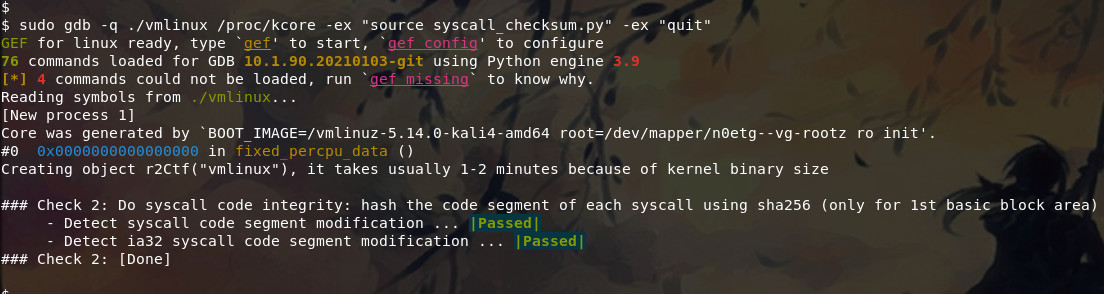 $
$ sudo gdb -q ./vmlinux /proc/kcore -ex "source syscall_checksum.py" -ex "quit"
GEF for linux ready, type `gef' to start, `gef config' to configure
76 commands loaded for GDB 10.1.90.20210103-git using Python engine 3.9
[*] 4 commands could not be loaded, run `gef missing` to know why.
Reading symbols from ./vmlinux...
[New process 1]
Core was generated by `BOOT_IMAGE=/vmlinuz-5.14.0-kali4-amd64 root=/dev/mapper/n0etg--vg-rootz ro init'.
#0  0x0000000000000000 in fixed_percpu_data ()
Creating object r2Ctf("vmlinux"), it takes usually 1-2 minutes because of kernel binary size
### Check 2: Do syscall code integrity: hash the code segment of each syscall using sha256 (only for 1st basic block area)
- Detect syscall code segment modification ... |Passed|
- Detect ia32 syscall code segment modification ... |Passed|
### Check 2: [Done]
$